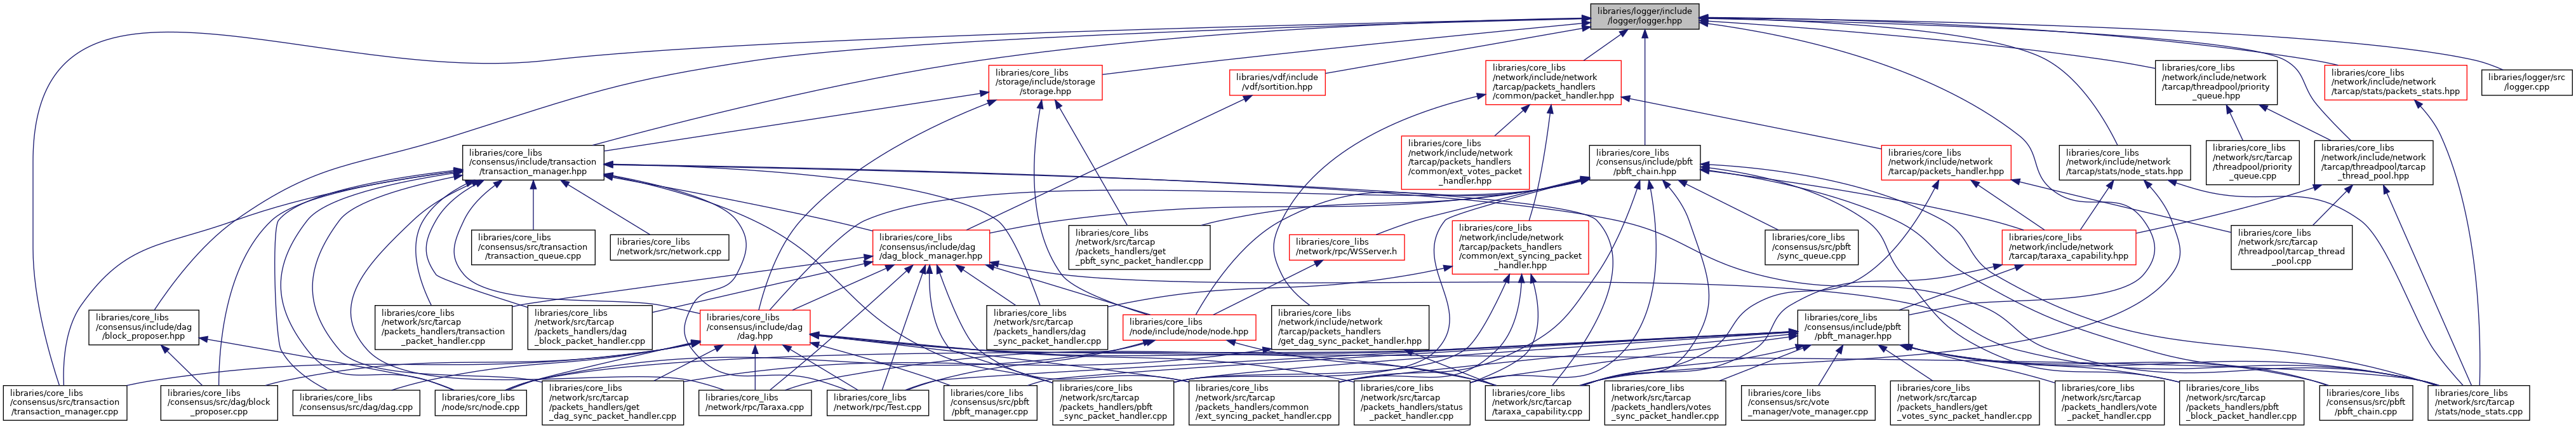 libraries/logger/include
/logger/logger.hpp
libraries/core_libs
/storage/include/storage
/storage.hpp
libraries/vdf/include
/vdf/sortition.hpp
libraries/core_libs
/network/include/network
/tarcap/packets_handlers
/common/packet_handler.hpp
libraries/core_libs
/network/include/network
/tarcap/threadpool/priority
_queue.hpp
libraries/core_libs
/network/include/network
/tarcap/stats/packets_stats.hpp
libraries/logger/src
/logger.cpp
libraries/core_libs
/consensus/include/transaction
/transaction_manager.hpp
libraries/core_libs
/network/include/network
/tarcap/packets_handlers
/common/ext_votes_packet
_handler.hpp
libraries/core_libs
/consensus/include/pbft
/pbft_chain.hpp
libraries/core_libs
/network/include/network
/tarcap/packets_handler.hpp
libraries/core_libs
/network/include/network
/tarcap/stats/node_stats.hpp
libraries/core_libs
/network/src/tarcap
/threadpool/priority
_queue.cpp
libraries/core_libs
/network/include/network
/tarcap/threadpool/tarcap
_thread_pool.hpp
libraries/core_libs
/consensus/src/transaction
/transaction_queue.cpp
libraries/core_libs
/network/src/network.cpp
libraries/core_libs
/consensus/include/dag
/dag_block_manager.hpp
libraries/core_libs
/network/src/tarcap
/packets_handlers/get
_pbft_sync_packet_handler.cpp
libraries/core_libs
/network/rpc/WSServer.h
libraries/core_libs
/network/include/network
/tarcap/packets_handlers
/common/ext_syncing_packet
_handler.hpp
libraries/core_libs
/consensus/src/pbft
/sync_queue.cpp
libraries/core_libs
/network/include/network
/tarcap/taraxa_capability.hpp
libraries/core_libs
/network/src/tarcap
/threadpool/tarcap_thread
_pool.cpp
libraries/core_libs
/consensus/include/dag
/block_proposer.hpp
libraries/core_libs
/network/src/tarcap
/packets_handlers/transaction
_packet_handler.cpp
libraries/core_libs
/network/src/tarcap
/packets_handlers/dag
_block_packet_handler.cpp
libraries/core_libs
/consensus/include/dag
/dag.hpp
libraries/core_libs
/network/src/tarcap
/packets_handlers/dag
_sync_packet_handler.cpp
libraries/core_libs
/node/include/node/node.hpp
libraries/core_libs
/network/include/network
/tarcap/packets_handlers
/get_dag_sync_packet_handler.hpp
libraries/core_libs
/consensus/include/pbft
/pbft_manager.hpp
libraries/core_libs
/consensus/src/transaction
/transaction_manager.cpp
libraries/core_libs
/consensus/src/dag/block
_proposer.cpp
libraries/core_libs
/consensus/src/dag/dag.cpp
libraries/core_libs
/node/src/node.cpp
libraries/core_libs
/network/src/tarcap
/packets_handlers/get
_dag_sync_packet_handler.cpp
libraries/core_libs
/network/rpc/Taraxa.cpp
libraries/core_libs
/network/rpc/Test.cpp
libraries/core_libs
/consensus/src/pbft
/pbft_manager.cpp
libraries/core_libs
/network/src/tarcap
/packets_handlers/pbft
_sync_packet_handler.cpp
libraries/core_libs
/network/src/tarcap
/packets_handlers/common
/ext_syncing_packet_handler.cpp
libraries/core_libs
/network/src/tarcap
/packets_handlers/status
_packet_handler.cpp
libraries/core_libs
/network/src/tarcap
/taraxa_capability.cpp
libraries/core_libs
/network/src/tarcap
/packets_handlers/votes
_sync_packet_handler.cpp
libraries/core_libs
/consensus/src/vote
_manager/vote_manager.cpp
libraries/core_libs
/network/src/tarcap
/packets_handlers/get
_votes_sync_packet_handler.cpp
libraries/core_libs
/network/src/tarcap
/packets_handlers/vote
_packet_handler.cpp
libraries/core_libs
/network/src/tarcap
/packets_handlers/pbft
_block_packet_handler.cpp
libraries/core_libs
/consensus/src/pbft
/pbft_chain.cpp
libraries/core_libs
/network/src/tarcap
/stats/node_stats.cpp